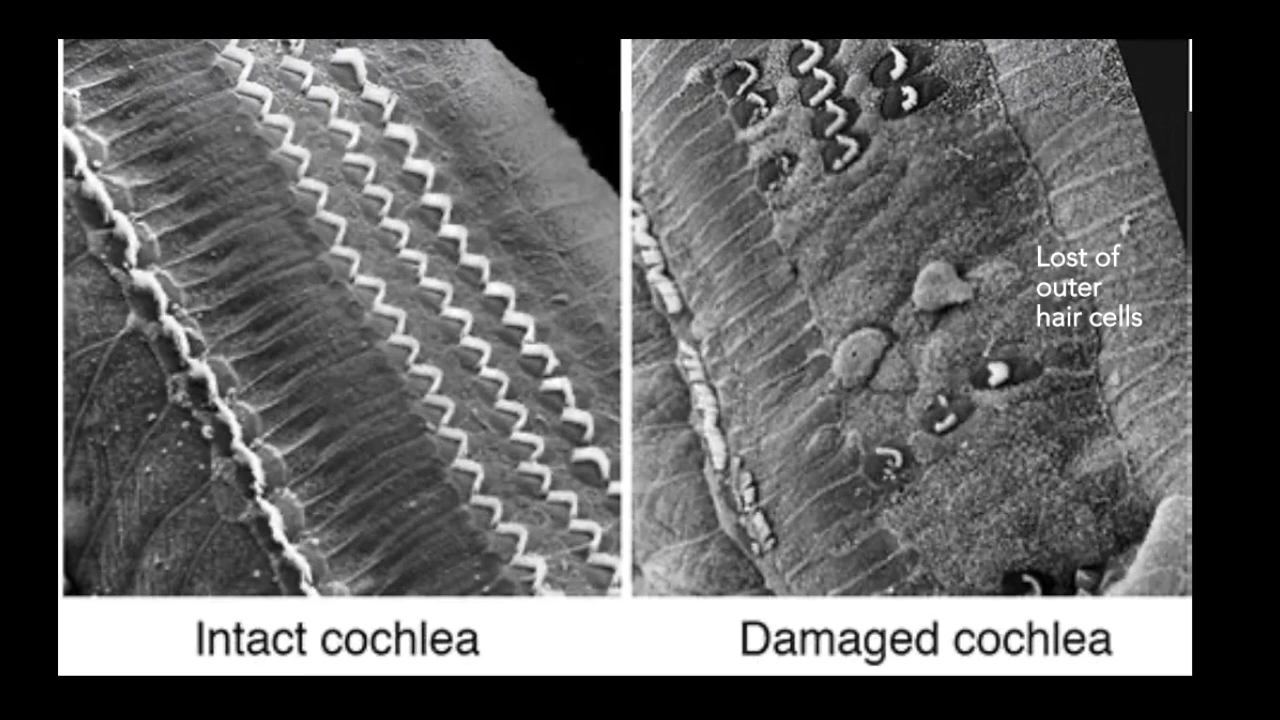 Lost of
outer
hair cells
Intact cochlea
Damaged cochlea